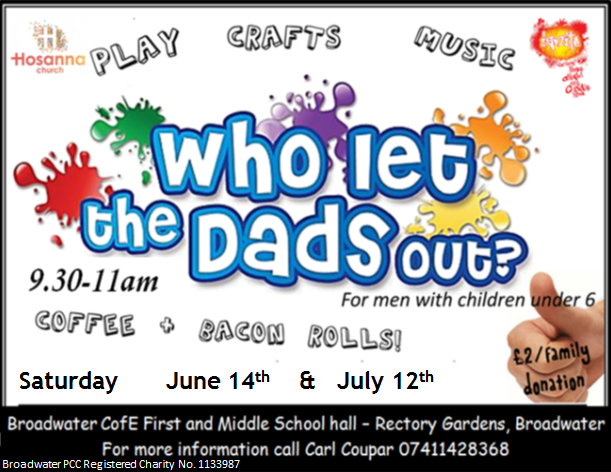 Hosanna
church
PLAY CRAFTS MUSIC
who let
the Dads out?
9.30-11am
For men with children under 6
COFFEE + BACON ROLLS!
£2/family
donation
Saturday June 14th & July 12th
Broadwater CofE First and Middle School hall – Rectory Gardens, Broadwater
For more information call Carl Coupar 07411428368
Broadwater PCC Registered Charity No. 1133987